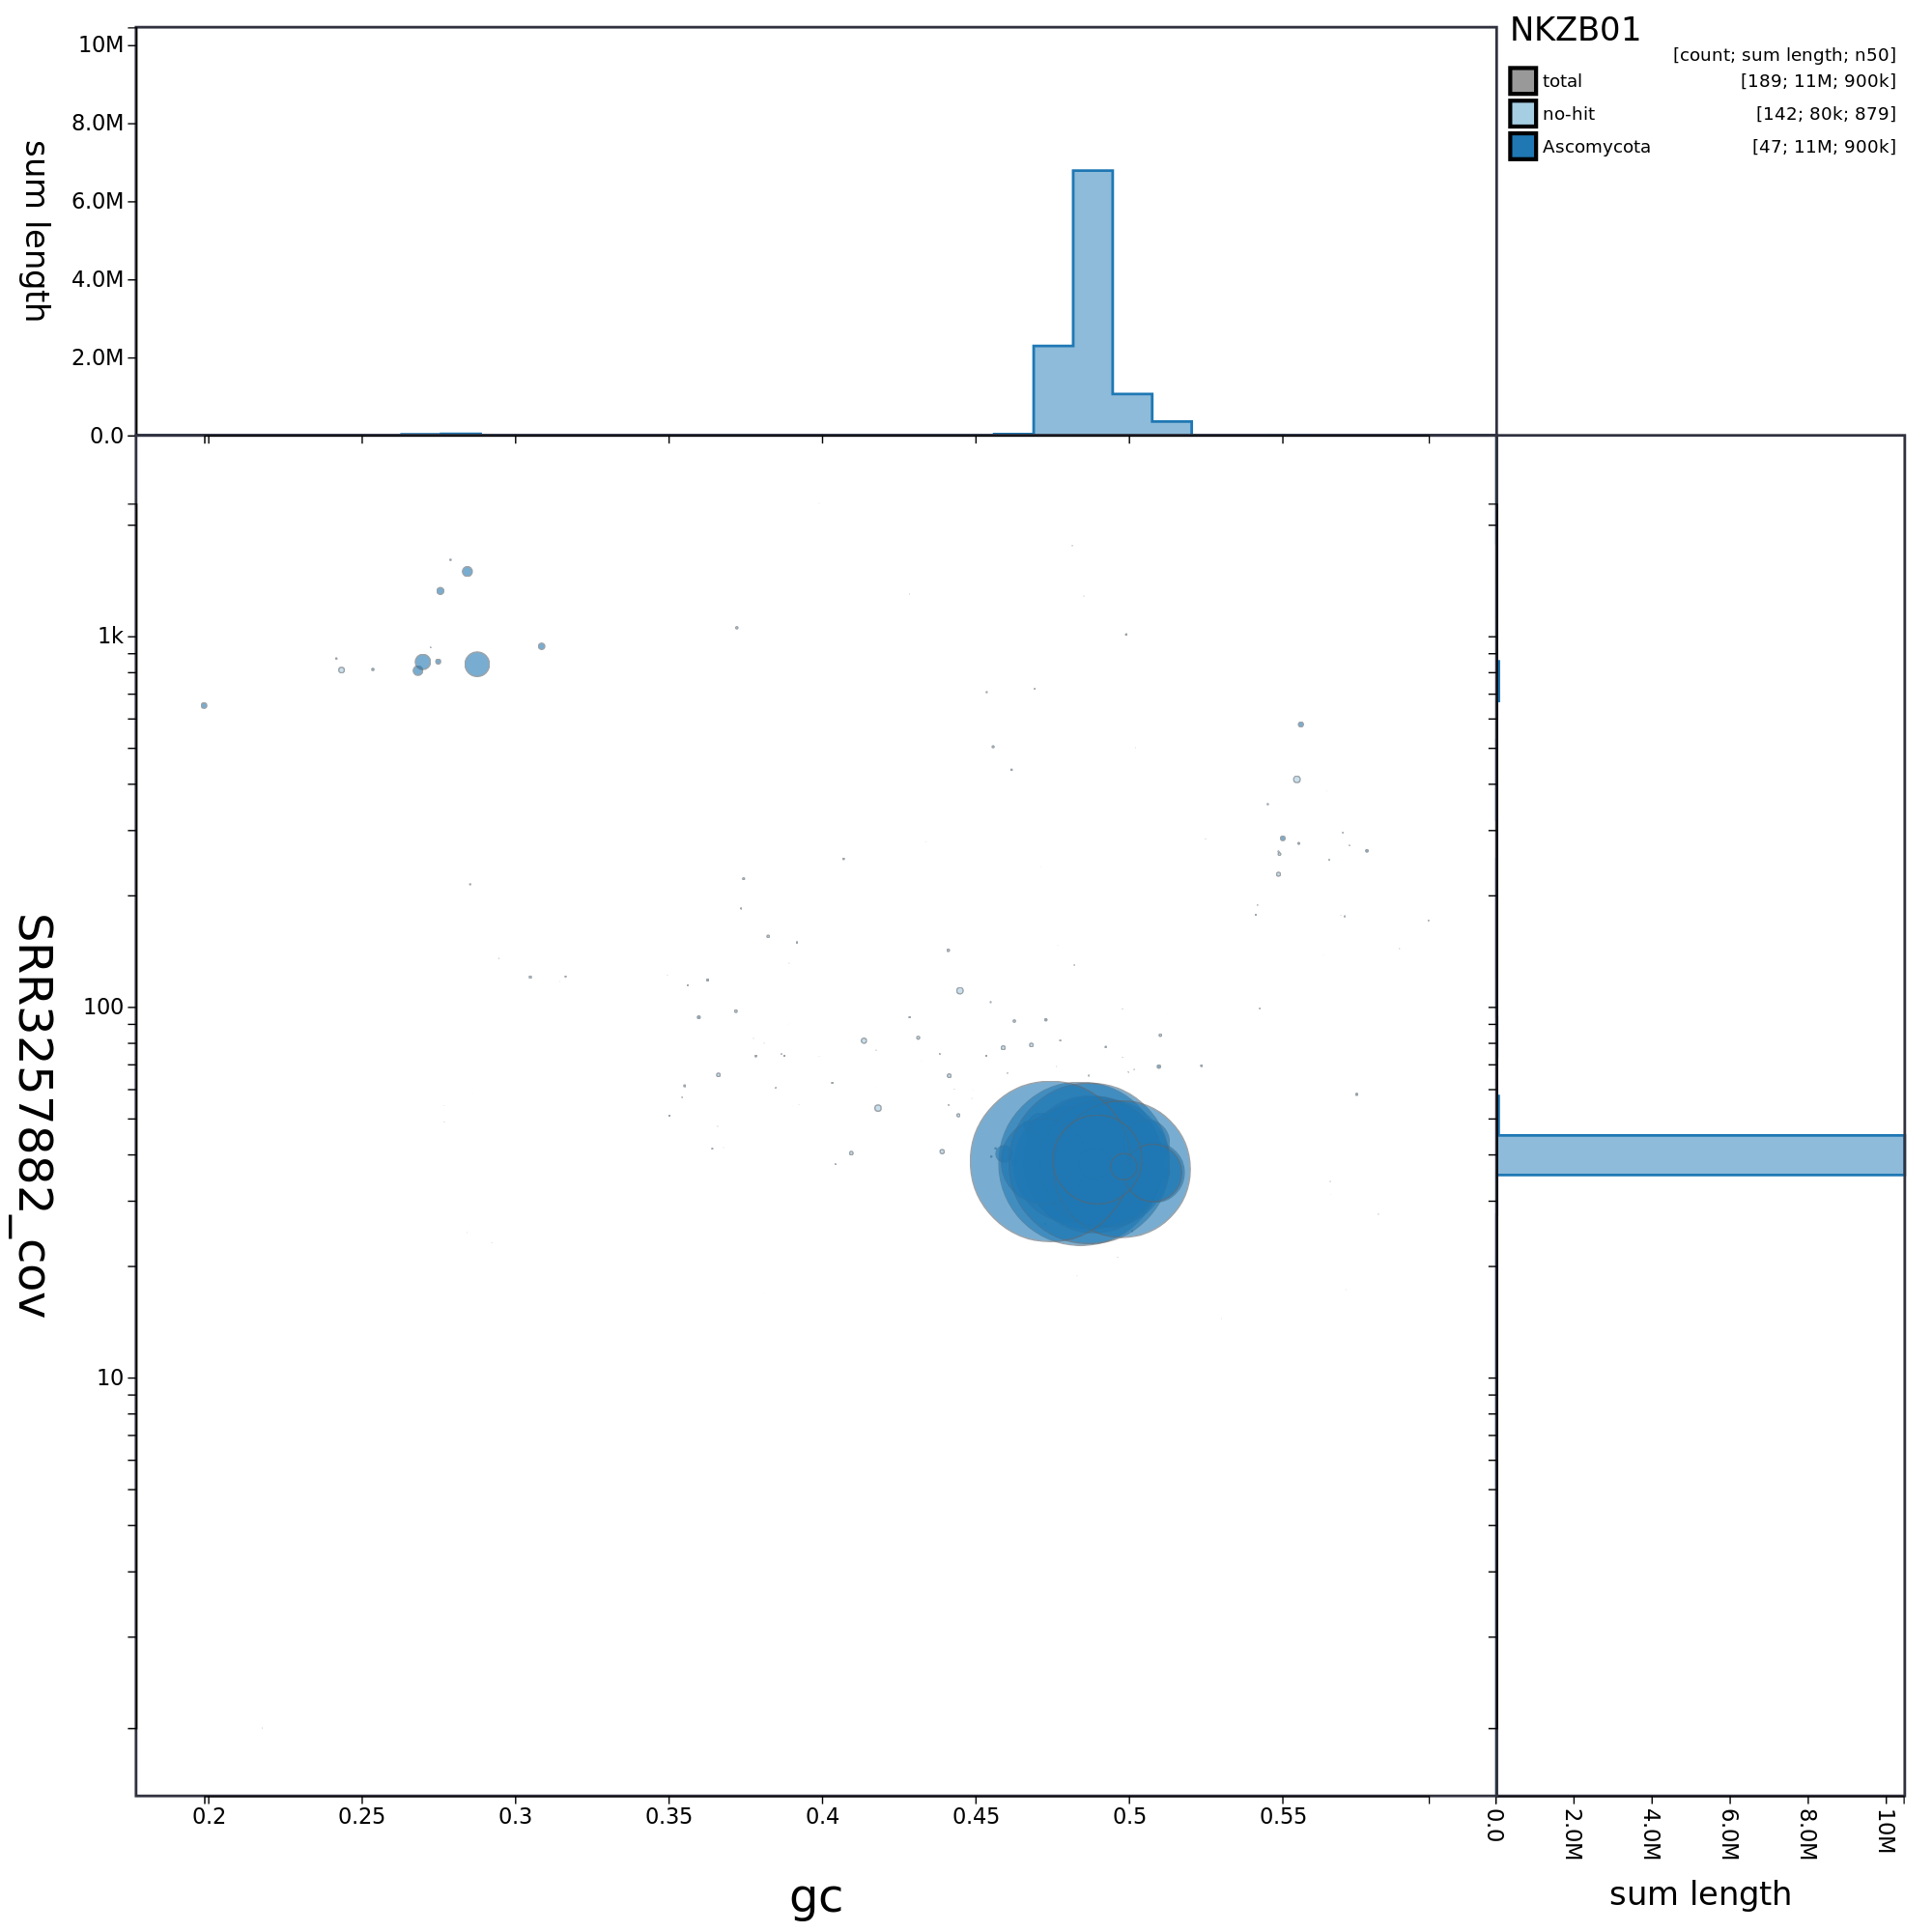 NKZB01
[count; sum length; n50]
total [189; 11M; 900k]
no-hit [142; 80k; 879]
Ascomycota [47; 11M; 900k]
sum length
10M
8.0M
6.0M
4.0M
2.0M
0.0
SRR3257882_cov
1k
100
10
0.2 0.25 0.3 0.35 0.4 0.45 0.5 0.55
gc
0.0 2.0M 4.0M 6.0M 8.0M 10M
sum length